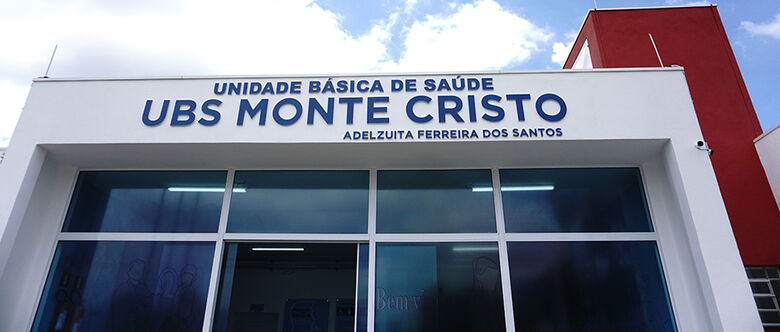 UNIDADE BÁSICA DE SAÚDE
UBS MONTE CRISTO
ADELZUITA FERREIRA DOS SANTOS